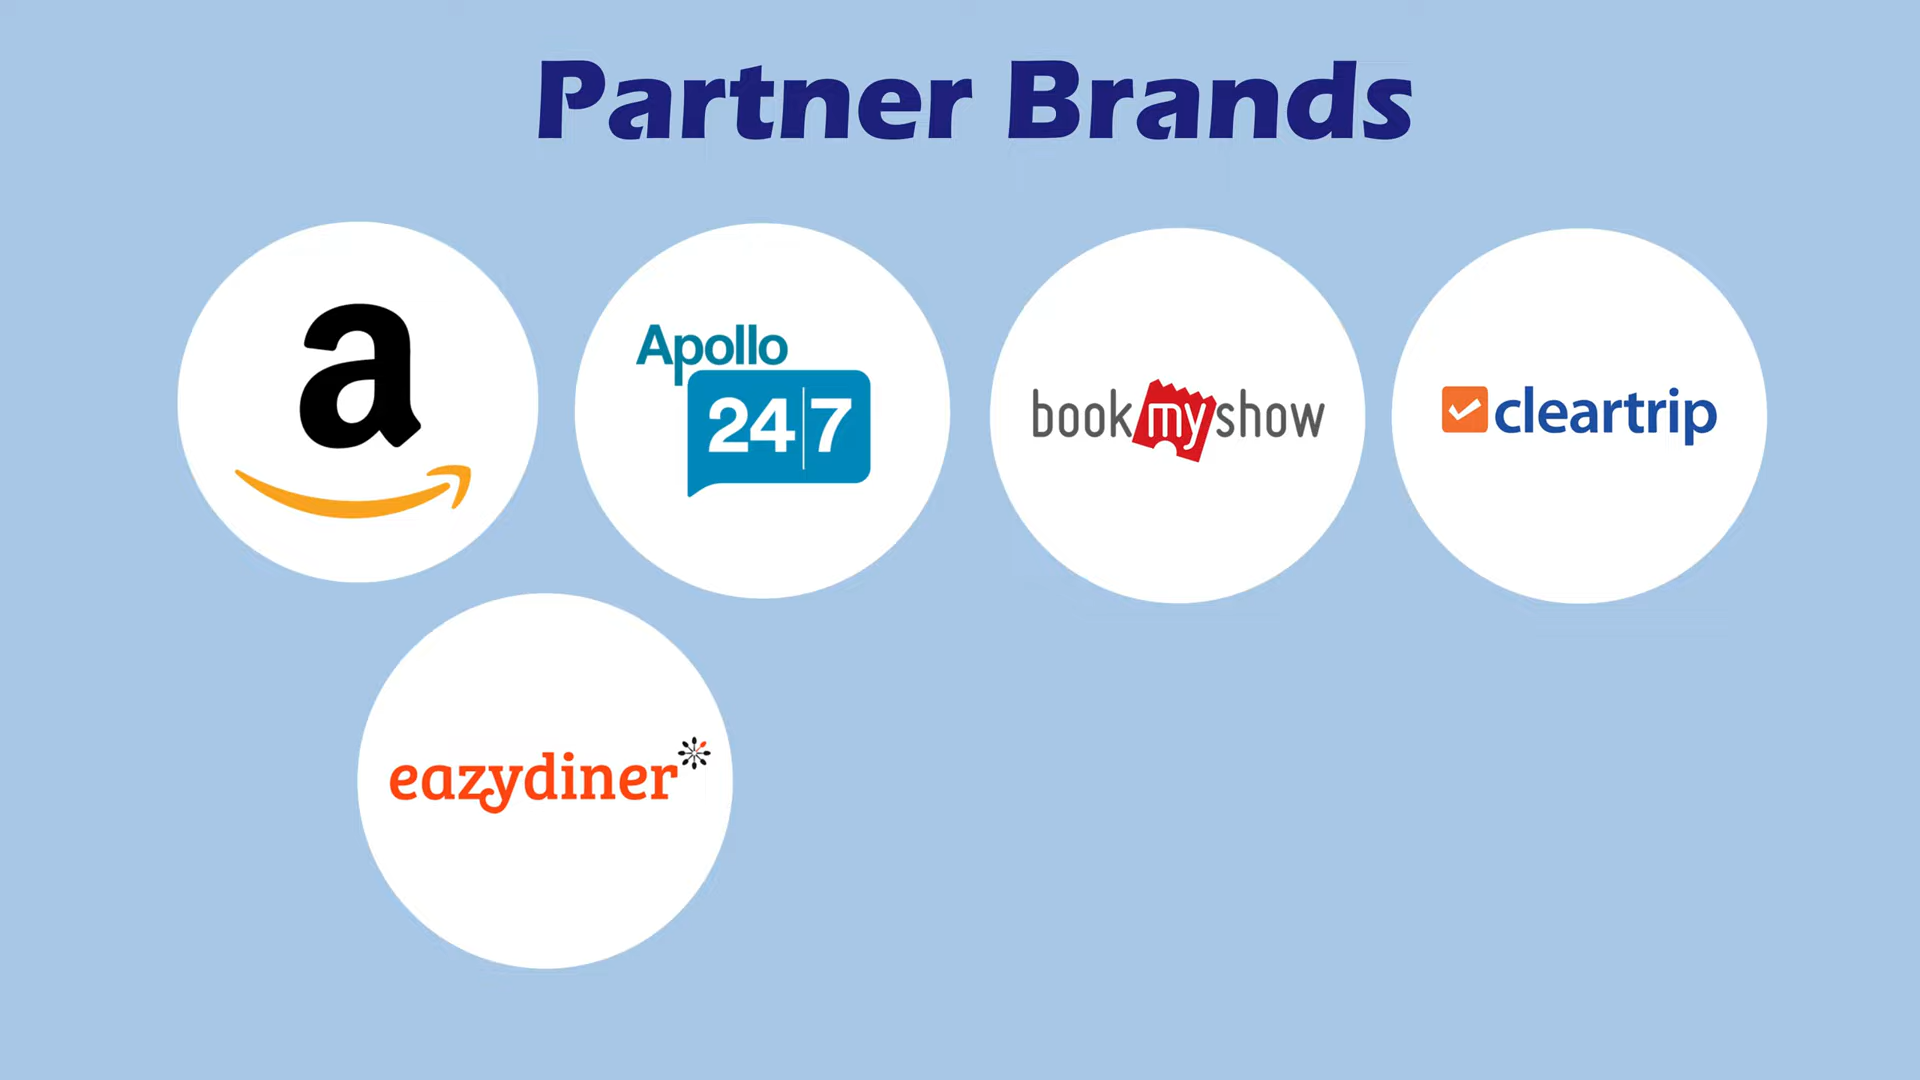 Partner Brands
a
Apollo
24|7
bookmyshow
cleartrip
eazydiner